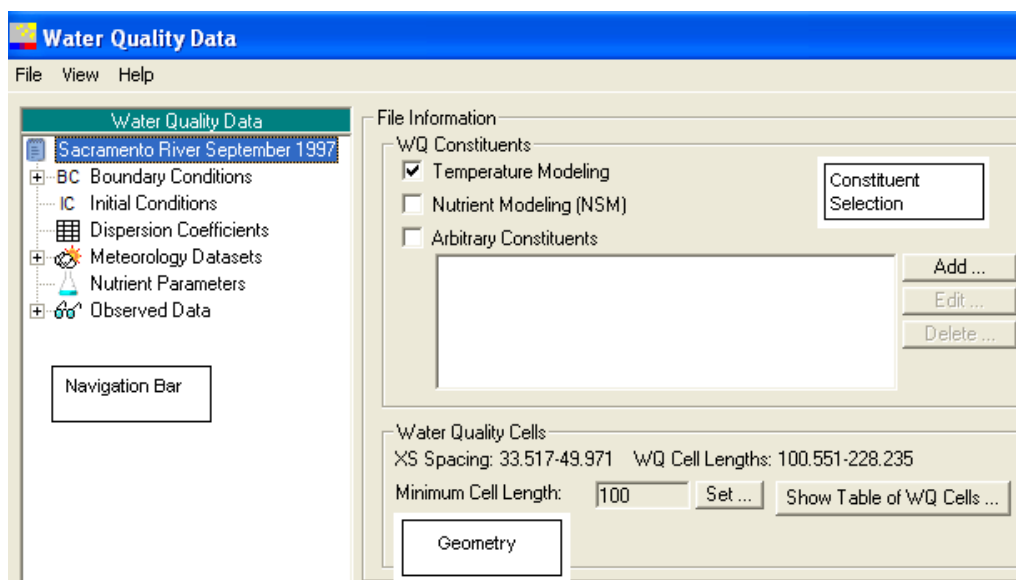 Water Quality Data
File View Help
Water Quality Data
Sacramento River September 1997
BC Boundary Conditions
IC Initial Conditions
Dispersion Coefficients
Meteorology Datasets
Nutrient Parameters
Observed Data
Navigation Bar
File Information
WQ Constituents
Temperature Modeling
Nutrient Modeling (NSM)
Arbitrary Constituents
Constituent
Selection
Add ...
Edit ...
Delete ...
Water Quality Cells
XS Spacing: 33.517-49.971 WQ Cell Lengths: 100.551-228.235
Minimum Cell Length: 100 Set ... Show Table of WQ Cells ...
Geometry